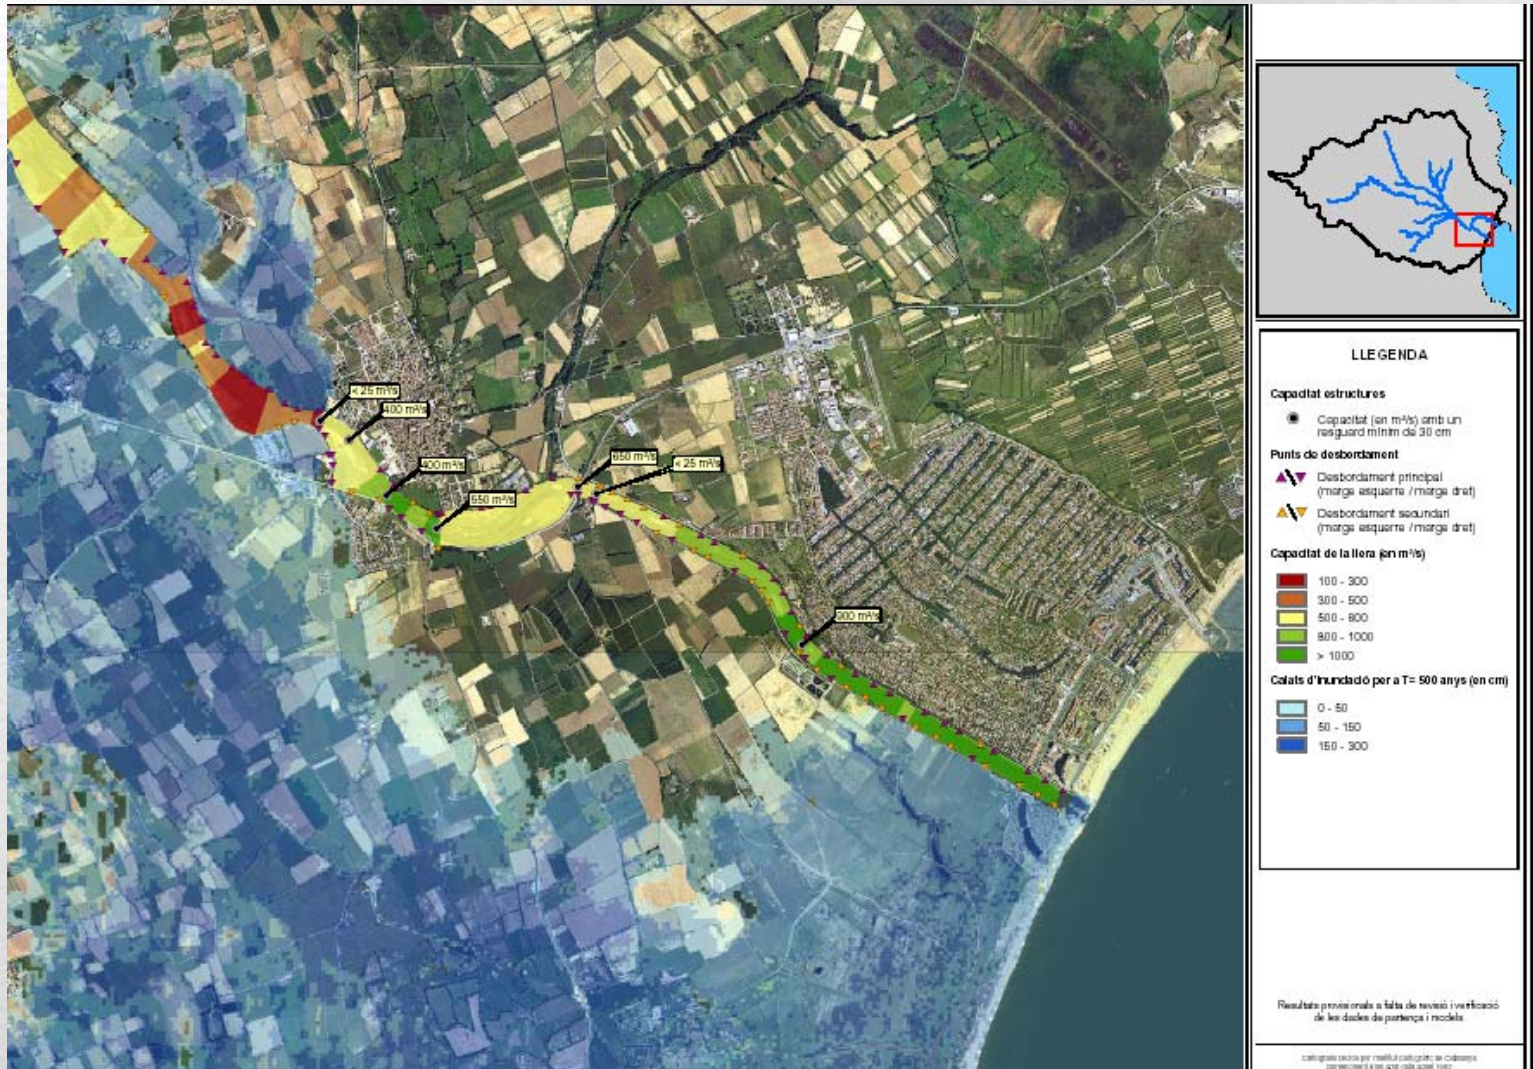 < 25 m³/s
400 m³/s
400 m³/s
550 m³/s
650 m³/s
< 25 m³/s
900 m³/s
LLEGENDA
Capacitat estructures
Capacitat (en m³/s) amb un
resguard mínim de 30 cm
Punts de desbordament
Desbordament principal
(marge esquerre / marge dret)
Desbordament secundari
(marge esquerre / marge dret)
Capacitat de la llera (en m³/s)
100 - 300
300 - 500
500 - 800
800 - 1000
> 1000
Calats d'inundació per a T= 500 anys (en cm)
0 - 50
50 - 150
150 - 300
Resultats provisionals a falta de revisió i verificació
de les dades de partença i models.